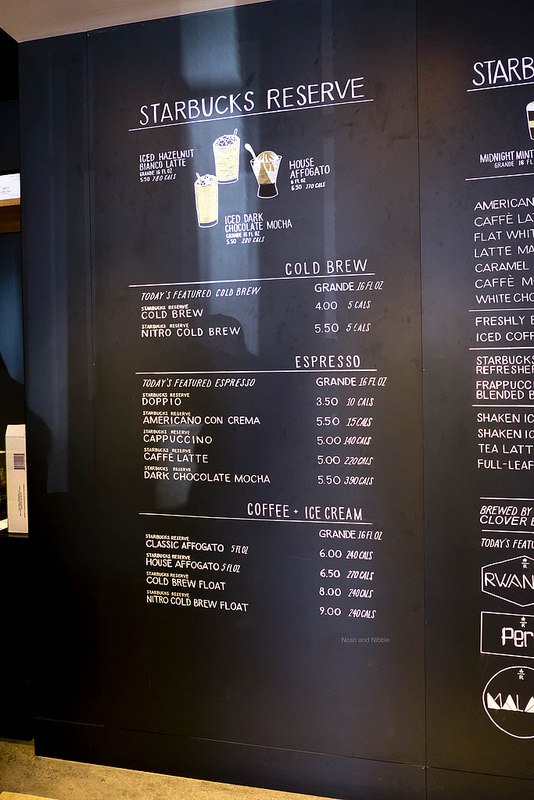 STARBUCKS RESERVE
ICED HAZELNUT
BIANCO LATTE
GRANDE 16 FL OZ
5.50 280 CALS
HOUSE
AFFOGATO
5 FL OZ
6.50 270 CALS
ICED DARK
CHOCOLATE MOCHA
GRANDE 16 FL OZ
5.50 280 CALS
COLD BREW
TODAY'S FEATURED COLD BREW GRANDE 16 FL OZ
STARBUCKS RESERVE
COLD BREW 4.00 5 CALS
STARBUCKS RESERVE
NITRO COLD BREW 5.50 5 CALS
ESPRESSO
TODAY'S FEATURED ESPRESSO GRANDE 16 FL OZ
STARBUCKS RESERVE
DOPPIO 3.50 10 CALS
STARBUCKS RESERVE
AMERICANO CON CREMA 5.50 15 CALS
STARBUCKS RESERVE
CAPPUCCINO 5.00 140 CALS
STARBUCKS RESERVE
CAFFÈ LATTE 5.00 220 CALS
STARBUCKS RESERVE
DARK CHOCOLATE MOCHA 5.50 390 CALS
COFFEE + ICE CREAM
GRANDE 16 FL OZ
STARBUCKS RESERVE
CLASSIC AFFOGATO 5 FL OZ 6.00 240 CALS
STARBUCKS RESERVE
HOUSE AFFOGATO 5 FL OZ 6.50 270 CALS
STARBUCKS RESERVE
COLD BREW FLOAT 8.00 240 CALS
STARBUCKS RESERVE
NITRO COLD BREW FLOAT 9.00 240 CALS
Nosh and Nibble
STARB
MIDNIGHT MINT
GRANDE 16 FL
AMERICAN
CAFFÈ LA
FLAT WHIT
LATTE MA
CARAMEL
CAFFÈ M
WHITE CHO
FRESHLY B
ICED COFF
STARBUCKS
REFRESHE
FRAPPUCC
BLENDED B
SHAKEN IC
SHAKEN IC
TEA LATT
FULL-LEAF
BREWED BY
CLOVER B
TODAY'S FEATU
RWAN
R
Per
R
MALA